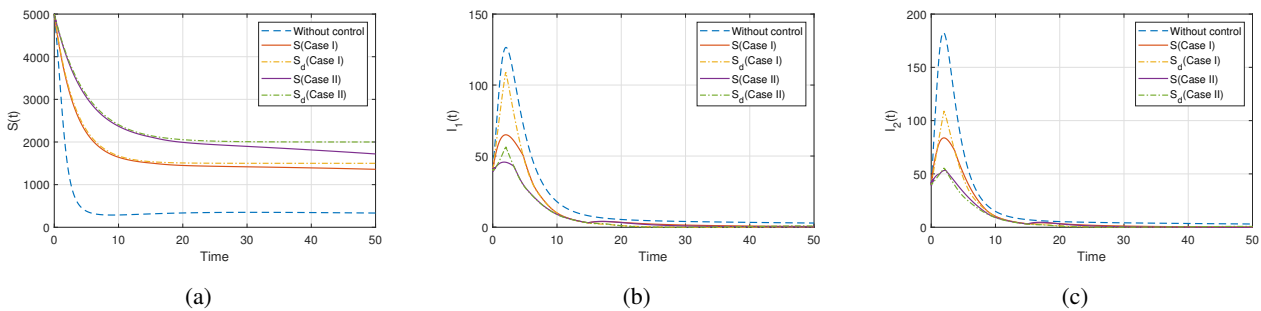 5000
4000
3000
2000
1000
0
S(t)
0 10 20 30 40 50
Time
Without control
S(Case I)
S_d(Case I)
S(Case II)
S_d(Case II)
(a)
150
100
50
0
I_1(t)
0 10 20 30 40 50
Time
Without control
S(Case I)
S_d(Case I)
S(Case II)
S_d(Case II)
(b)
200
150
100
50
0
I_2(t)
0 10 20 30 40 50
Time
Without control
S(Case I)
S_d(Case I)
S(Case II)
S_d(Case II)
(c)